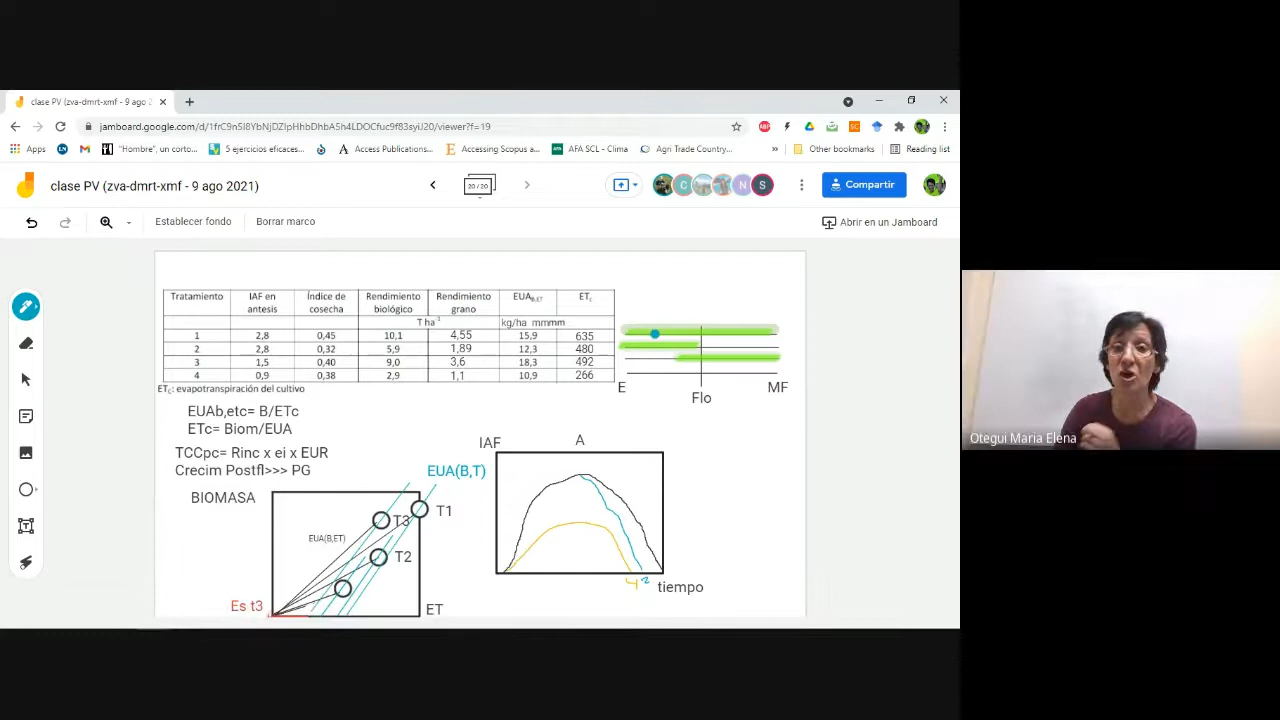 clase PV (zva-dmrt-xmf - 9 ago 2
jamboard.google.com/d/1frC9n5I8YbNjDZIpHhbDhbA5h4LDOCfuc9f83syiJ20/viewer?f=19
Apps
"Hombre", un corto...
5 ejercicios eficaces...
Access Publications...
Accessing Scopus a...
AFA SCL - Clima
Agri Trade Country...
»
Other bookmarks
Reading list
clase PV (zva-dmrt-xmf - 9 ago 2021)
20 / 20
C
N
S
Compartir
Establecer fondo
Borrar marco
Abrir en un Jamboard
Tratamiento IAF en antesis Índice de cosecha Rendimiento biológico Rendimiento grano EUAB,ET ETc
T ha-1 kg/ha mmmm
1 2,8 0,45 10,1 4,55 15,9 635
2 2,8 0,32 5,9 1,89 12,3 480
3 1,5 0,40 9,0 3,6 18,3 492
4 0,9 0,38 2,9 1,1 10,9 266
ETc: evapotranspiración del cultivo
E
Flo
MF
EUAb,etc= B/ETc
ETc= Biom/EUA
TCCpc= Rinc x ei x EUR
Crecim Postfl>>> PG
EUA(B,T)
BIOMASA
EUA(B,ET)
T3
T1
T2
Es t3
ET
IAF
A
4
2
tiempo
Otegui Maria Elena